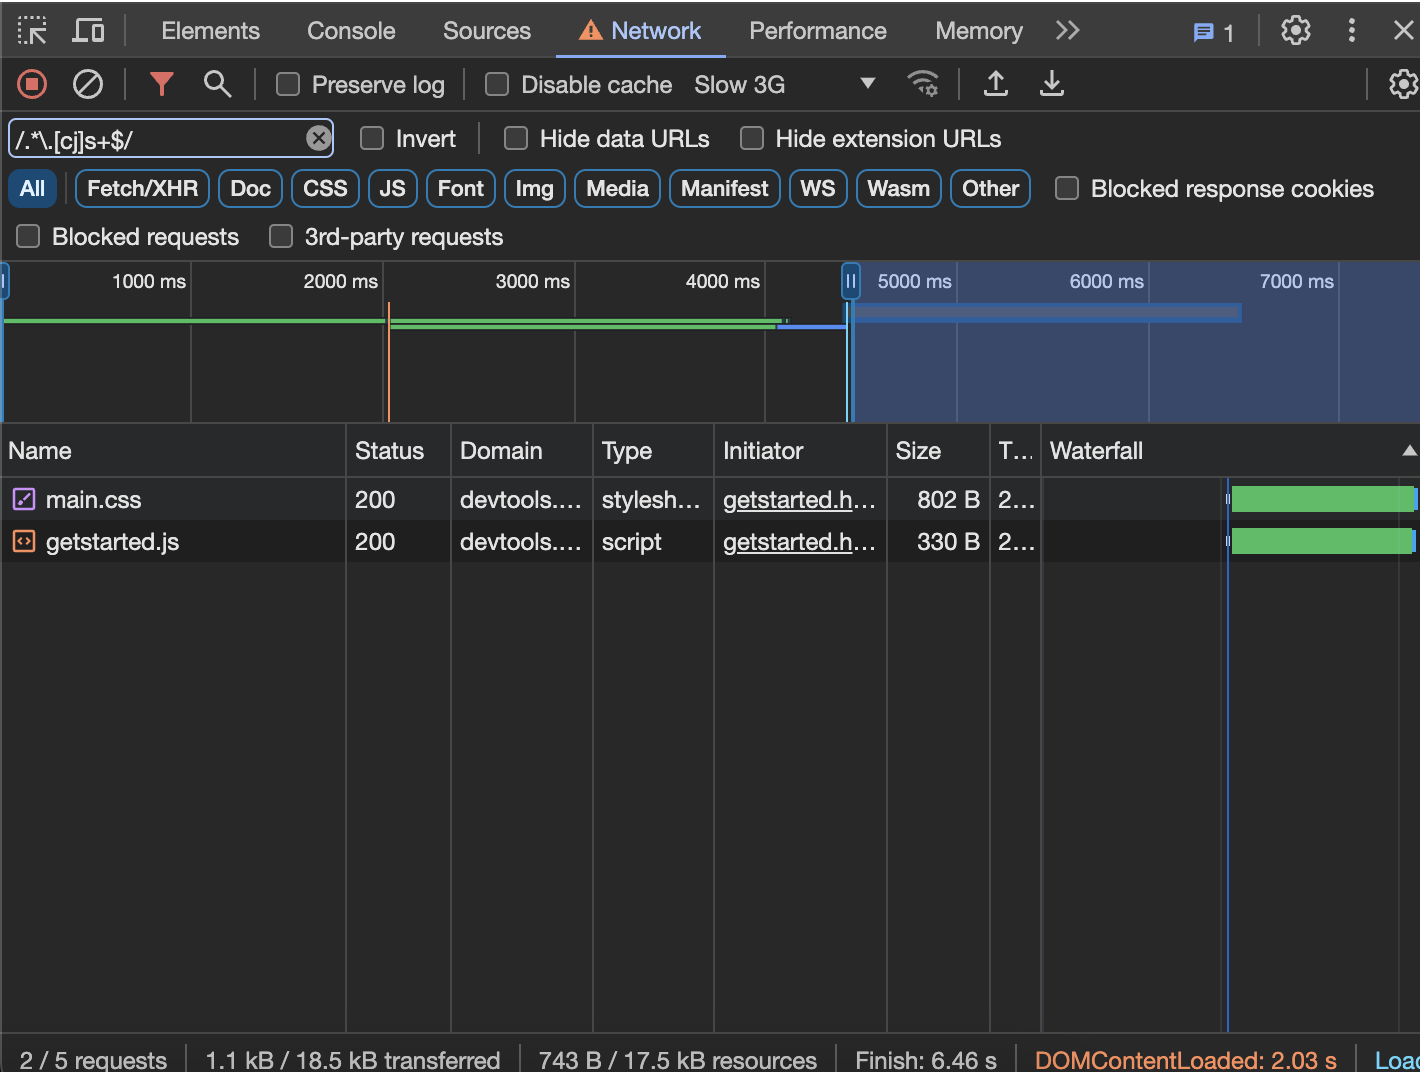 Elements Console Sources Network Performance Memory 1
Preserve log Disable cache Slow 3G
/.*\.[cj]s+$/ Invert Hide data URLs Hide extension URLs
All Fetch/XHR Doc CSS JS Font Img Media Manifest WS Wasm Other Blocked response cookies
Blocked requests 3rd-party requests
1000 ms 2000 ms 3000 ms 4000 ms 5000 ms 6000 ms 7000 ms
Name Status Domain Type Initiator Size T... Waterfall
main.css 200 devtools.... stylesh... getstarted.h... 802 B 2...
getstarted.js 200 devtools.... script getstarted.h... 330 B 2...
2 / 5 requests 1.1 kB / 18.5 kB transferred 743 B / 17.5 kB resources Finish: 6.46 s DOMContentLoaded: 2.03 s Loa